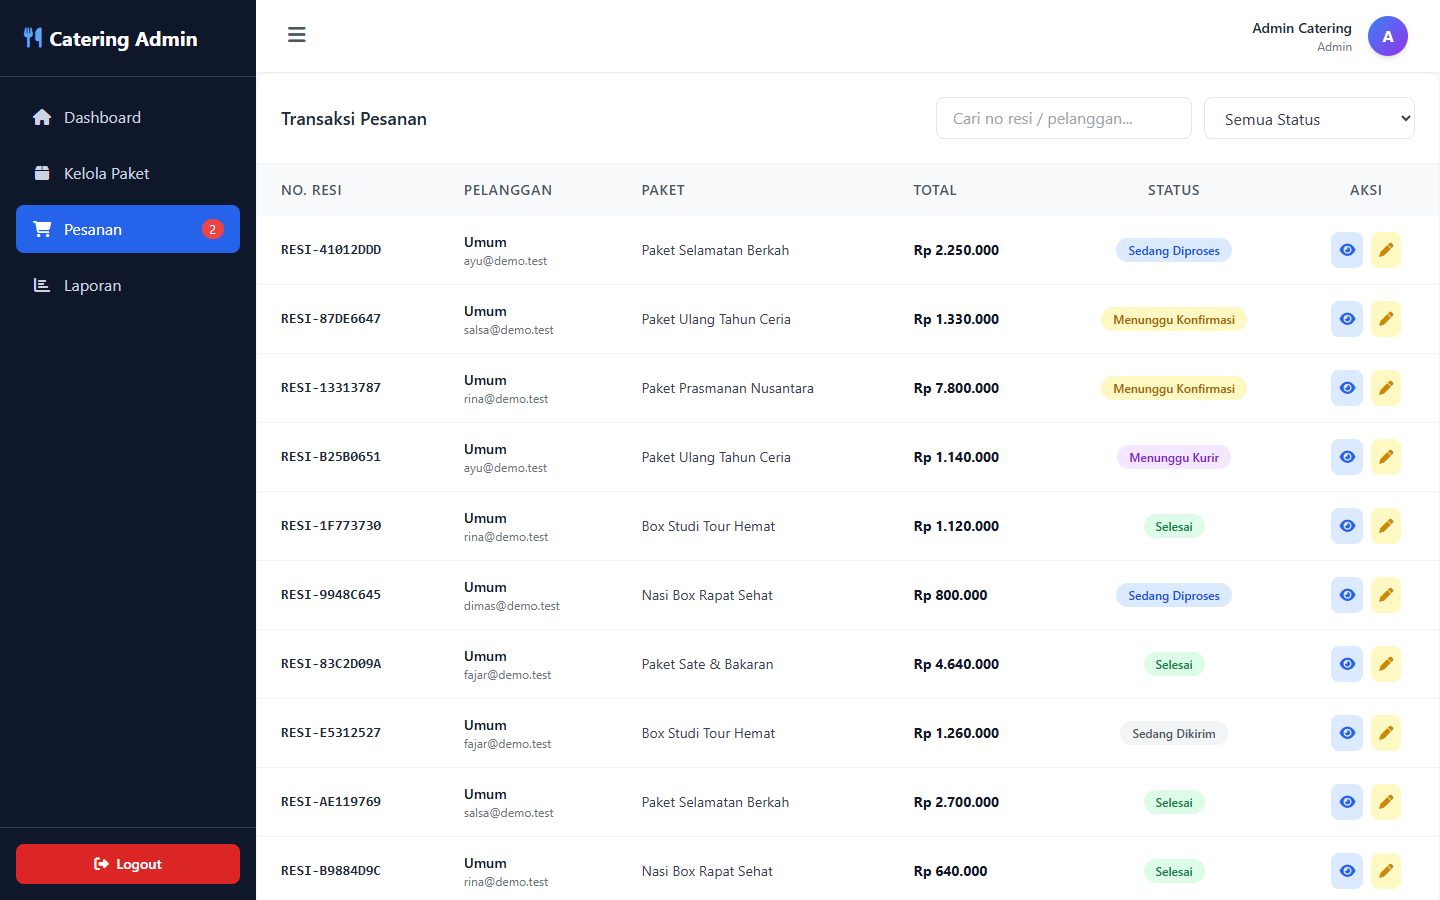 Catering Admin
Dashboard
Kelola Paket
Pesanan 2
Laporan
Logout
Admin Catering
Admin
A
Transaksi Pesanan
Cari no resi / pelanggan...
Semua Status
NO. RESI PELANGGAN PAKET TOTAL STATUS AKSI
RESI-41012DDD Umum Paket Selamatan Berkah Rp 2.250.000 Sedang Diproses
ayu@demo.test
RESI-87DE6647 Umum Paket Ulang Tahun Ceria Rp 1.330.000 Menunggu Konfirmasi
salsa@demo.test
RESI-13313787 Umum Paket Prasmanan Nusantara Rp 7.800.000 Menunggu Konfirmasi
rina@demo.test
RESI-B25B0651 Umum Paket Ulang Tahun Ceria Rp 1.140.000 Menunggu Kurir
ayu@demo.test
RESI-1F773730 Umum Box Studi Tour Hemat Rp 1.120.000 Selesai
rina@demo.test
RESI-9948C645 Umum Nasi Box Rapat Sehat Rp 800.000 Sedang Diproses
dimas@demo.test
RESI-83C2D09A Umum Paket Sate & Bakaran Rp 4.640.000 Selesai
fajar@demo.test
RESI-E5312527 Umum Box Studi Tour Hemat Rp 1.260.000 Sedang Dikirim
fajar@demo.test
RESI-AE119769 Umum Paket Selamatan Berkah Rp 2.700.000 Selesai
salsa@demo.test
RESI-B9884D9C Umum Nasi Box Rapat Sehat Rp 640.000 Selesai
rina@demo.test